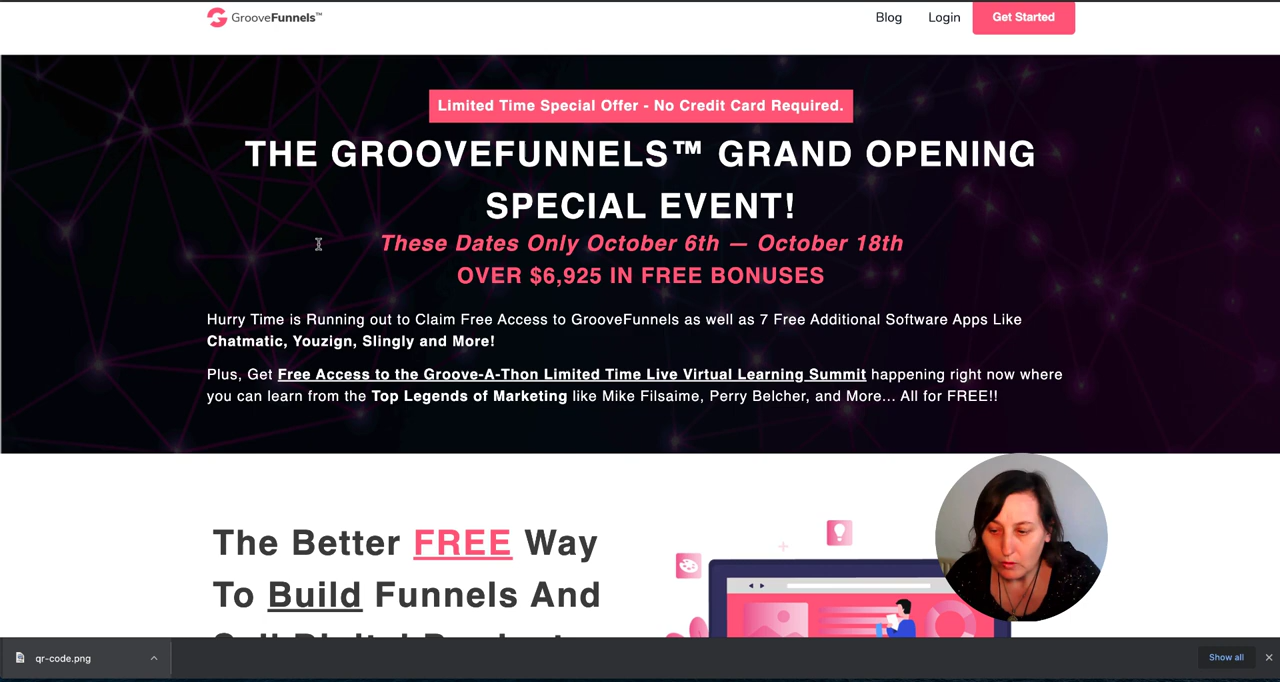 GrooveFunnels™
Blog Login Get Started
Limited Time Special Offer - No Credit Card Required.
THE GROOVEFUNNELS™ GRAND OPENING
SPECIAL EVENT!
These Dates Only October 6th — October 18th
OVER $6,925 IN FREE BONUSES
Hurry Time is Running out to Claim Free Access to GrooveFunnels as well as 7 Free Additional Software Apps Like
Chatmatic, Youzign, Slingly and More!
Plus, Get Free Access to the Groove-A-Thon Limited Time Live Virtual Learning Summit happening right now where
you can learn from the Top Legends of Marketing like Mike Filsaime, Perry Belcher, and More... All for FREE!!
The Better FREE Way
To Build Funnels And
Sell Digital Products
qr-code.png
Show all